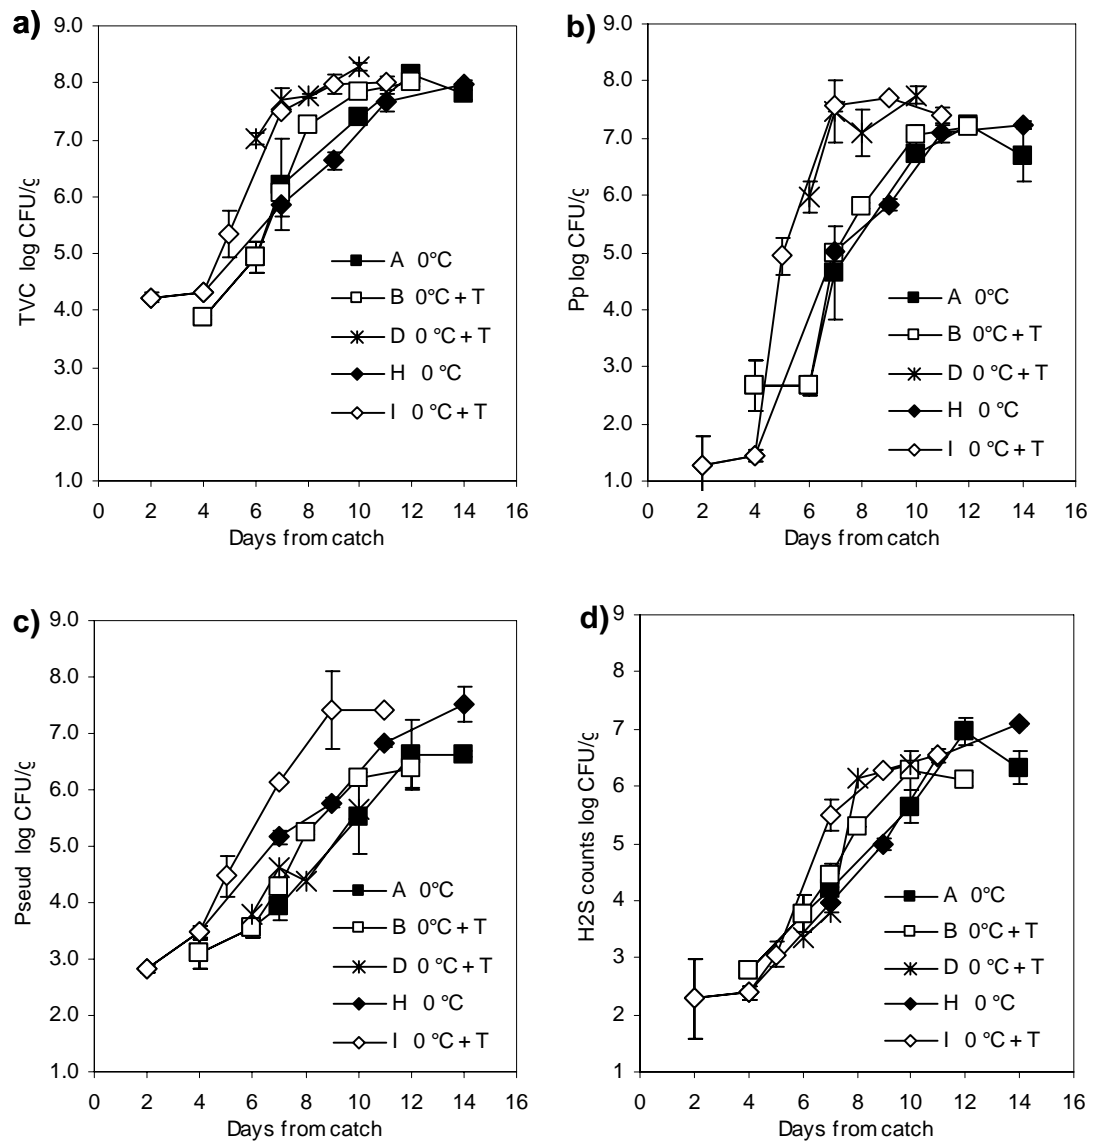 a)
TVC log CFU/g
9.0
8.0
7.0
6.0
5.0
4.0
3.0
2.0
1.0
0 2 4 6 8 10 12 14 16
Days from catch
A 0°C
B 0°C + T
D 0 °C + T
H 0 °C
I 0 °C + T
b)
Pp log CFU/g
9.0
8.0
7.0
6.0
5.0
4.0
3.0
2.0
1.0
0 2 4 6 8 10 12 14 16
Days from catch
A 0°C
B 0°C + T
D 0 °C + T
H 0 °C
I 0 °C + T
c)
Pseud log CFU/g
9.0
8.0
7.0
6.0
5.0
4.0
3.0
2.0
1.0
0 2 4 6 8 10 12 14 16
Days from catch
A 0°C
B 0°C + T
D 0 °C + T
H 0 °C
I 0 °C + T
d)
H2S counts log CFU/g
9
8
7
6
5
4
3
2
1
0 2 4 6 8 10 12 14 16
Days from catch
A 0°C
B 0°C + T
D 0 °C + T
H 0 °C
I 0 °C + T